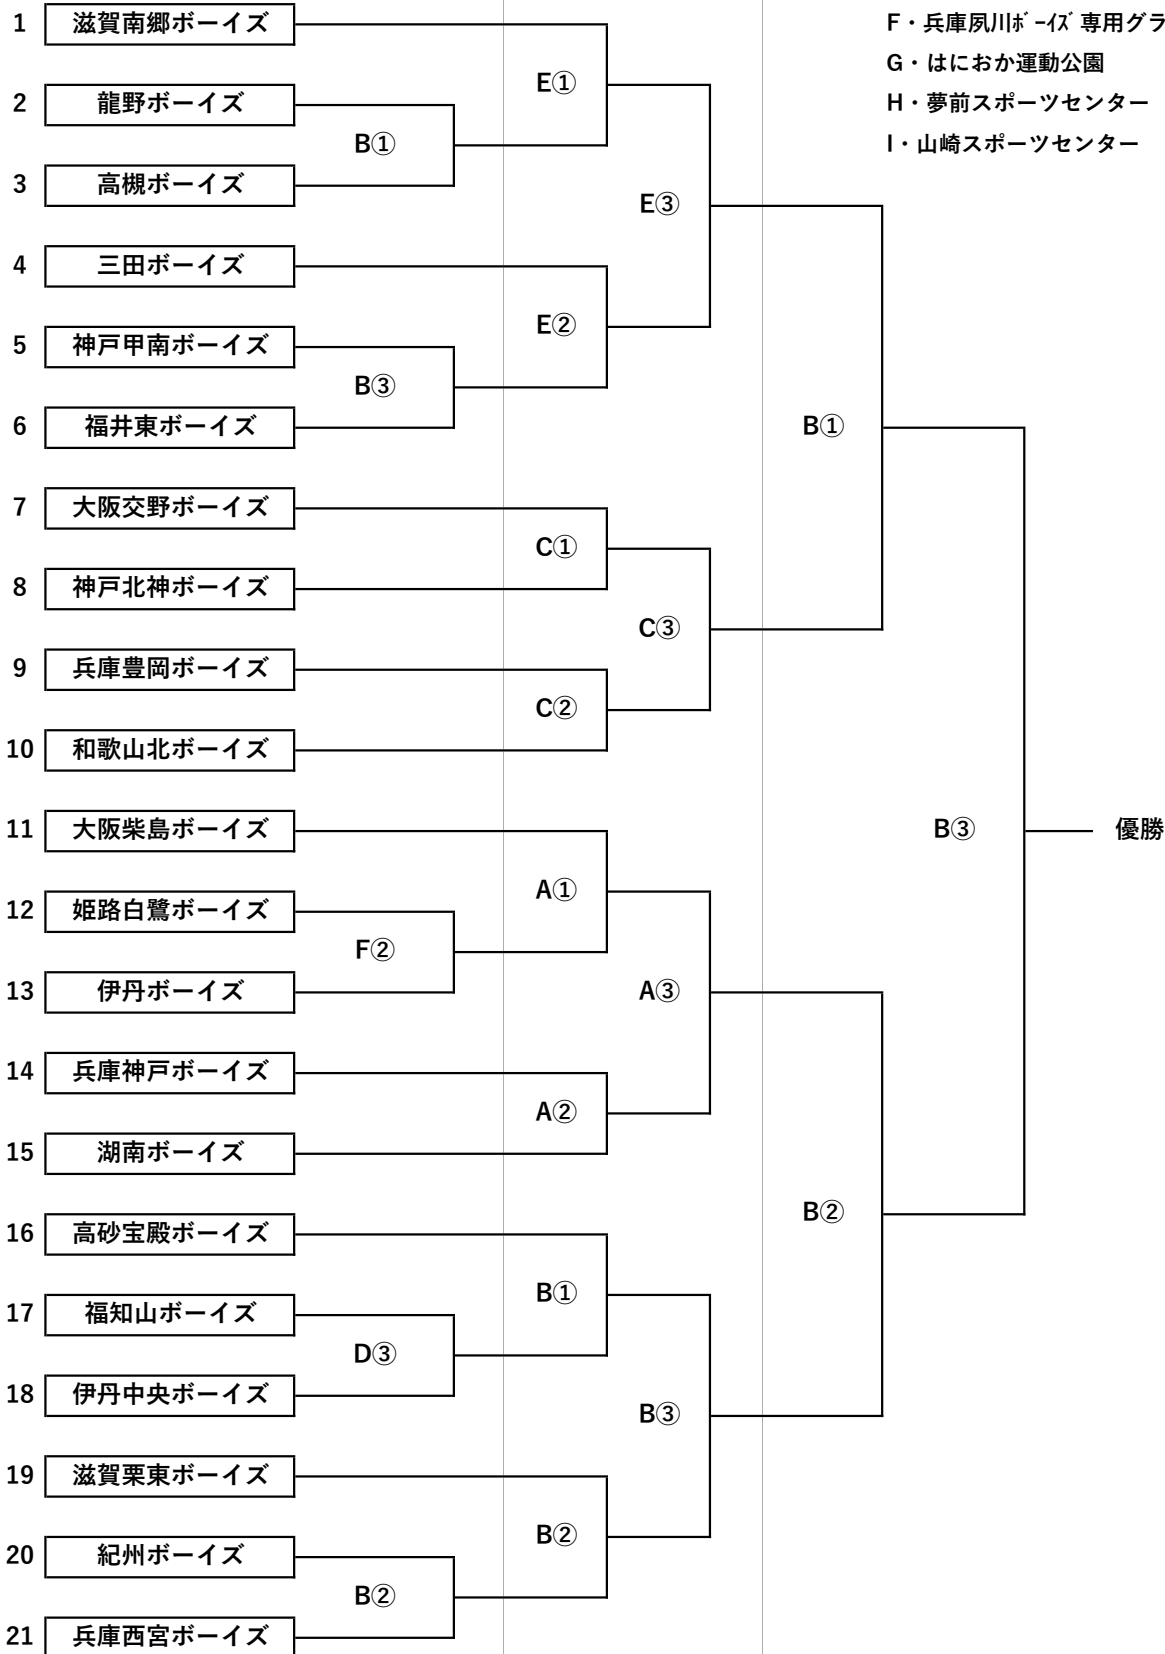 1 滋賀南郷ボーイズ
F・兵庫夙川ﾎﾞｰｲｽﾞ専用グラ
E①
G・はにおか運動公園
2 龍野ボーイズ
H・夢前スポーツセンター
B①
I・山崎スポーツセンター
3 高槻ボーイズ
E③
4 三田ボーイズ
E②
5 神戸甲南ボーイズ
B③
6 福井東ボーイズ
B①
7 大阪交野ボーイズ
C①
8 神戸北神ボーイズ
C③
9 兵庫豊岡ボーイズ
C②
10 和歌山北ボーイズ
11 大阪柴島ボーイズ
B③
優勝
A①
12 姫路白鷺ボーイズ
F②
13 伊丹ボーイズ
A③
14 兵庫神戸ボーイズ
A②
15 湖南ボーイズ
B②
16 高砂宝殿ボーイズ
B①
17 福知山ボーイズ
D③
18 伊丹中央ボーイズ
B③
19 滋賀栗東ボーイズ
B②
20 紀州ボーイズ
B②
21 兵庫西宮ボーイズ